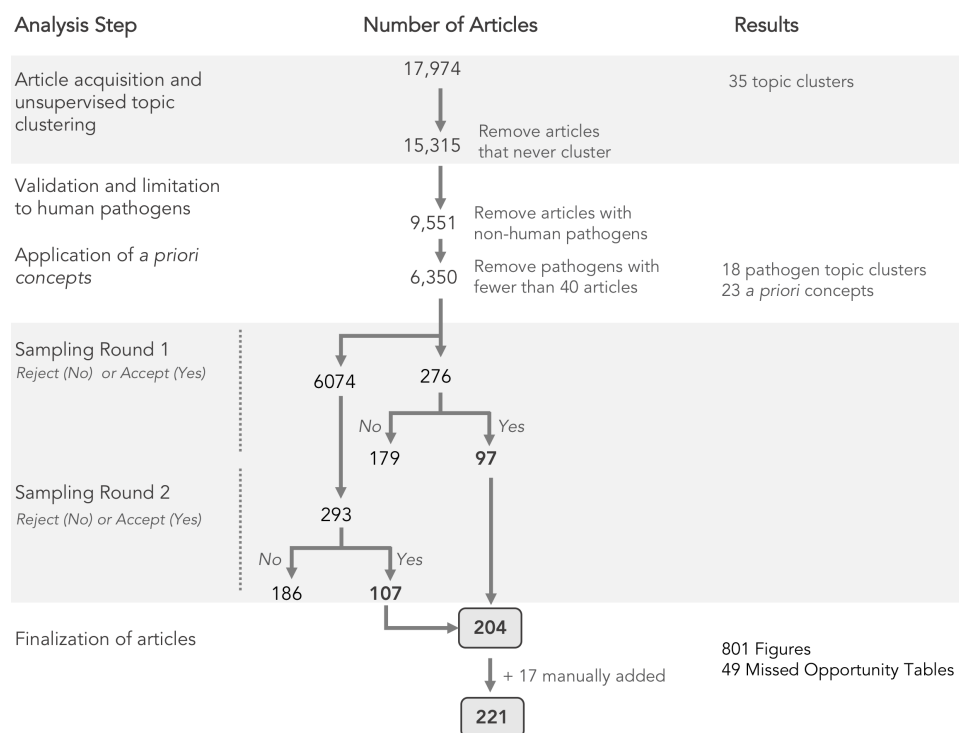 Analysis Step
Number of Articles
Results
Article acquisition and
unsupervised topic
clustering
17,974
35 topic clusters
15,315
Remove articles
that never cluster
Validation and limitation
to human pathogens
9,551
Remove articles with
non-human pathogens
Application of a priori
concepts
6,350
Remove pathogens with
fewer than 40 articles
18 pathogen topic clusters
23 a priori concepts
Sampling Round 1
Reject (No)  or Accept (Yes)
6074
276
No
Yes
179
97
Sampling Round 2
Reject (No) or Accept (Yes)
293
No
Yes
186
107
Finalization of articles
204
801 Figures
49 Missed Opportunity Tables
+ 17 manually added
221